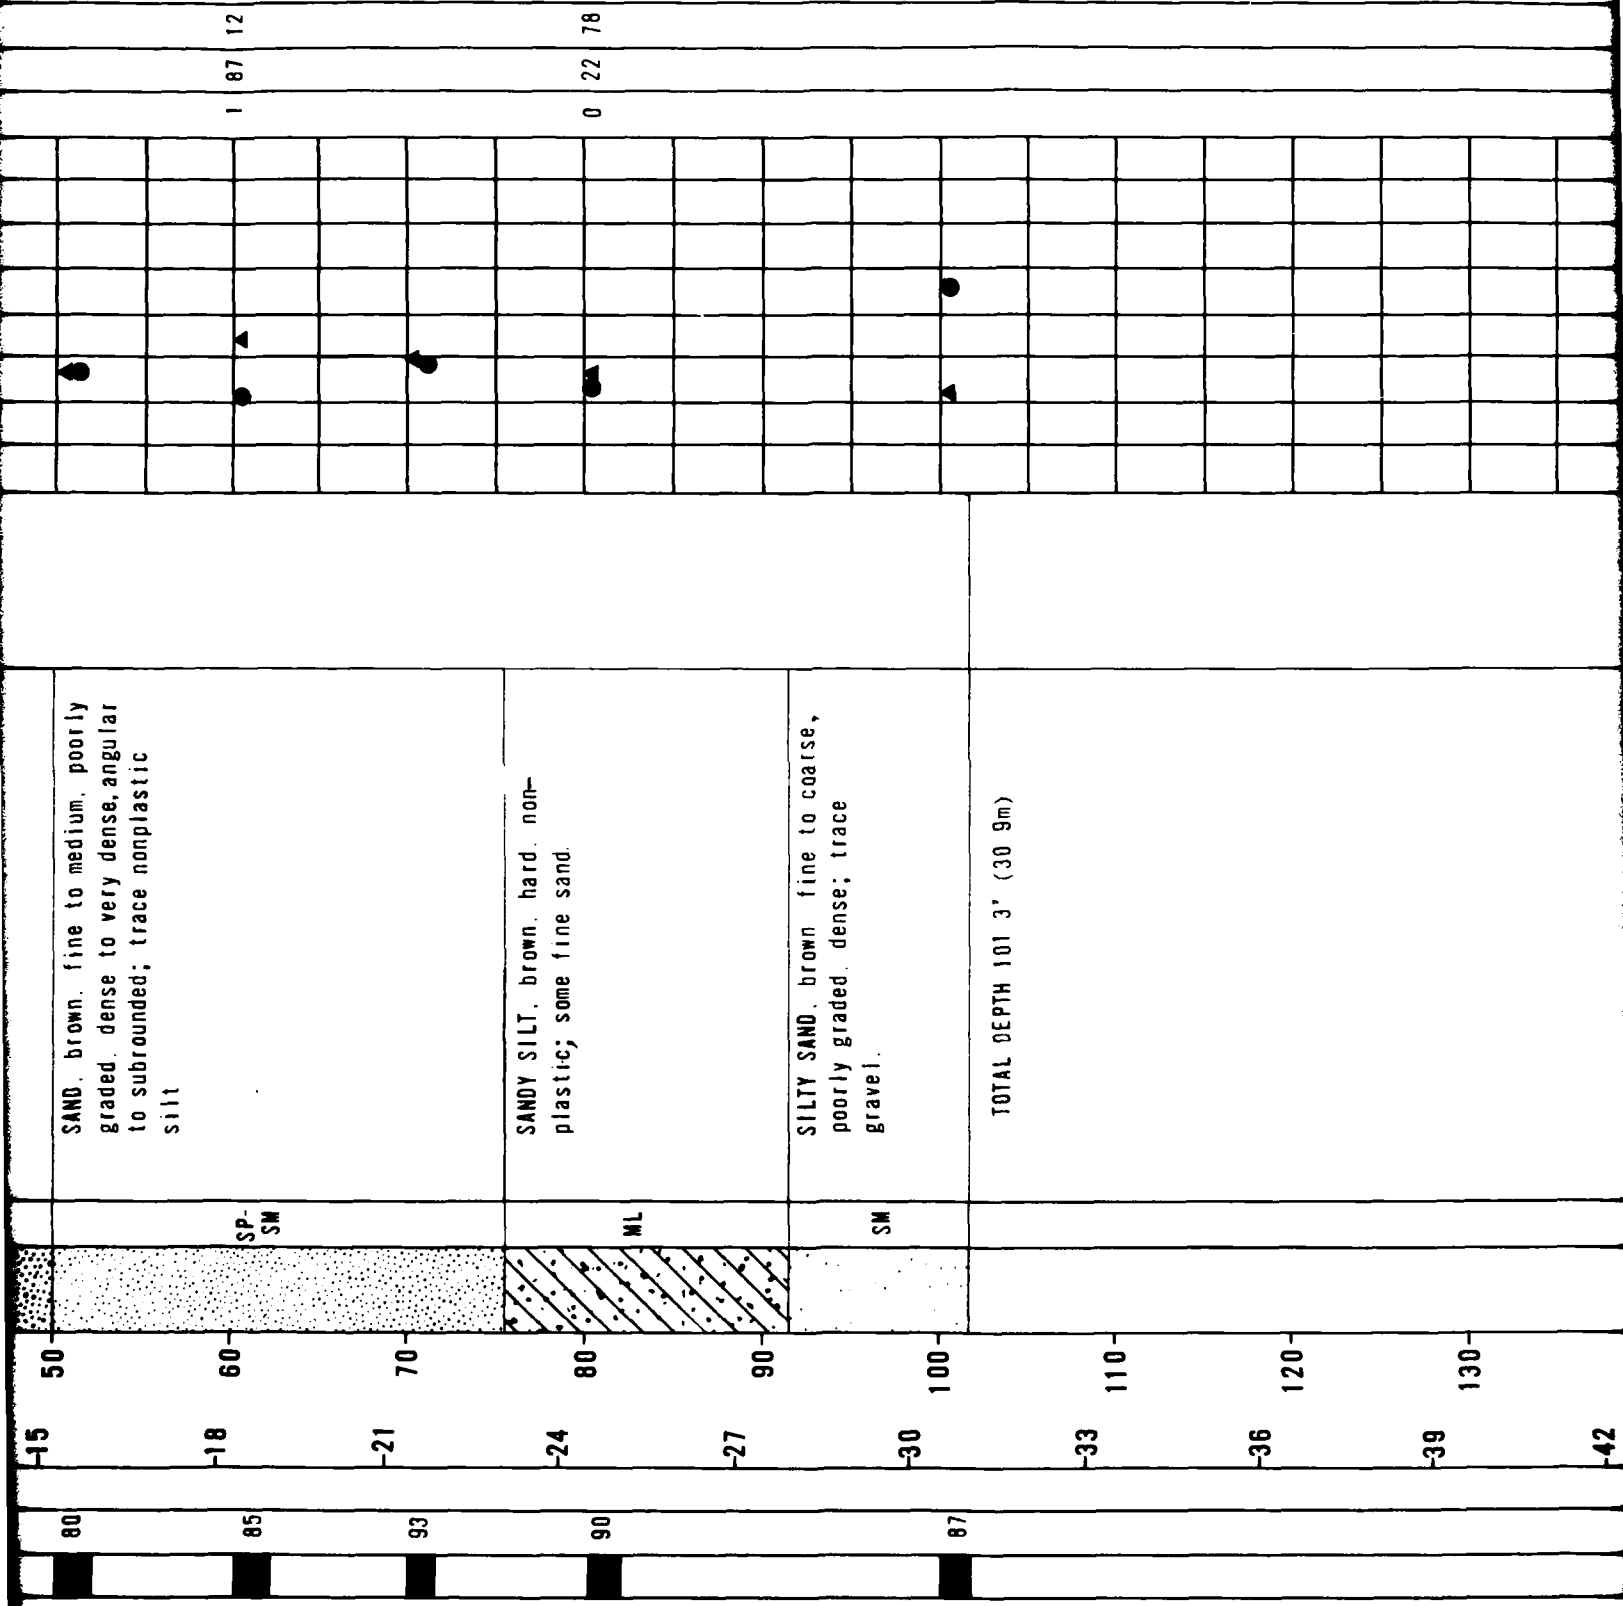 80
85
93
90
87
15
18
21
24
27
30
33
36
39
42
50
60
70
80
90
100
110
120
130
SP-
SM
ML
SM
SAND. brown. fine to medium. poorly
graded. dense to very dense, angular
to subrounded; trace nonplastic
silt
SANDY SILT. brown. hard. non-
plastic; some fine sand.
SILTY SAND. brown fine to coarse,
poorly graded. dense; trace
gravel.
TOTAL DEPTH 101 3' (30 9m)
1 87 12
0 22 78